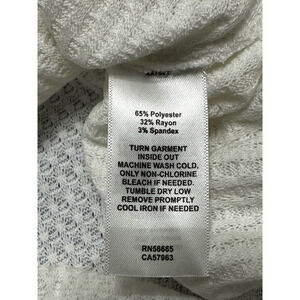 65% Polyester
32% Rayon
3% Spandex
TURN GARMENT
INSIDE OUT
MACHINE WASH COLD,
ONLY NON-CHLORINE
BLEACH IF NEEDED.
TUMBLE DRY LOW
REMOVE PROMPTLY
COOL IRON IF NEEDED
RN58665
CA57963